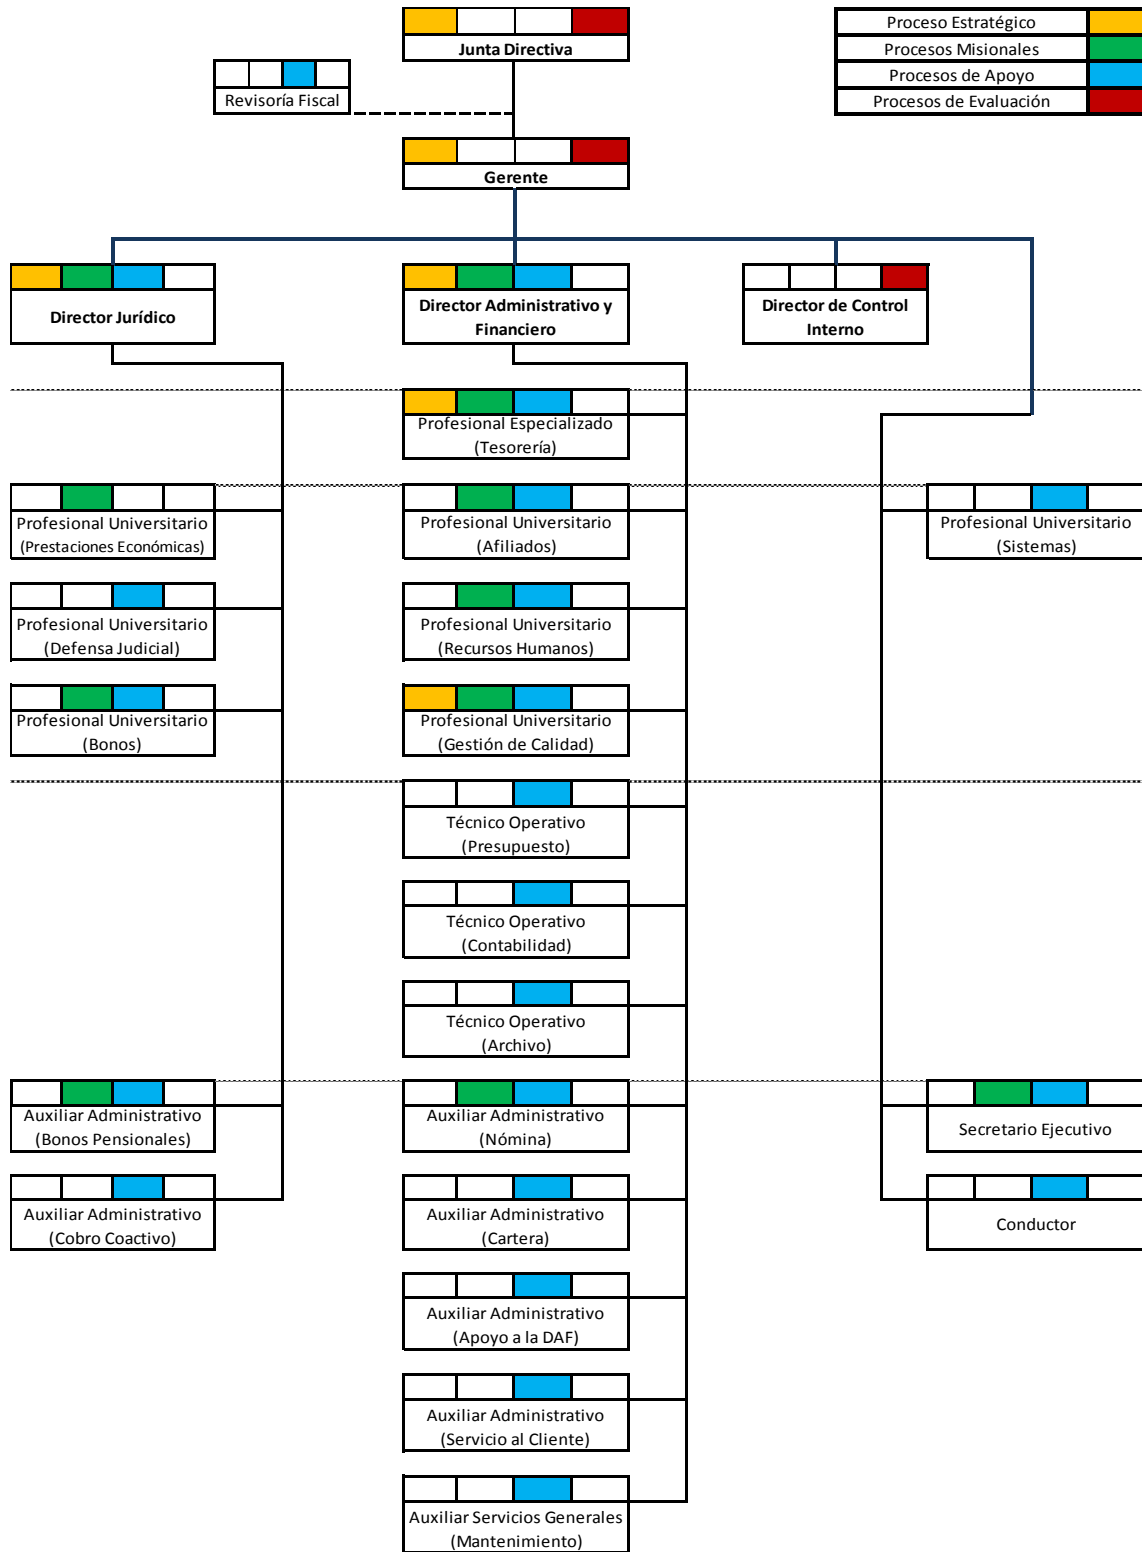 Junta Directiva
Proceso Estratégico
Procesos Misionales
Procesos de Apoyo
Procesos de Evaluación
Revisoría Fiscal
Gerente
Director Jurídico
Director Administrativo y
Financiero
Director de Control
Interno
Profesional Especializado
(Tesorería)
Profesional Universitario
(Prestaciones Económicas)
Profesional Universitario
(Afiliados)
Profesional Universitario
(Sistemas)
Profesional Universitario
(Defensa Judicial)
Profesional Universitario
(Recursos Humanos)
Profesional Universitario
(Bonos)
Profesional Universitario
(Gestión de Calidad)
Técnico Operativo
(Presupuesto)
Técnico Operativo
(Contabilidad)
Técnico Operativo
(Archivo)
Auxiliar Administrativo
(Bonos Pensionales)
Auxiliar Administrativo
(Nómina)
Secretario Ejecutivo
Auxiliar Administrativo
(Cobro Coactivo)
Auxiliar Administrativo
(Cartera)
Conductor
Auxiliar Administrativo
(Apoyo a la DAF)
Auxiliar Administrativo
(Servicio al Cliente)
Auxiliar Servicios Generales
(Mantenimiento)